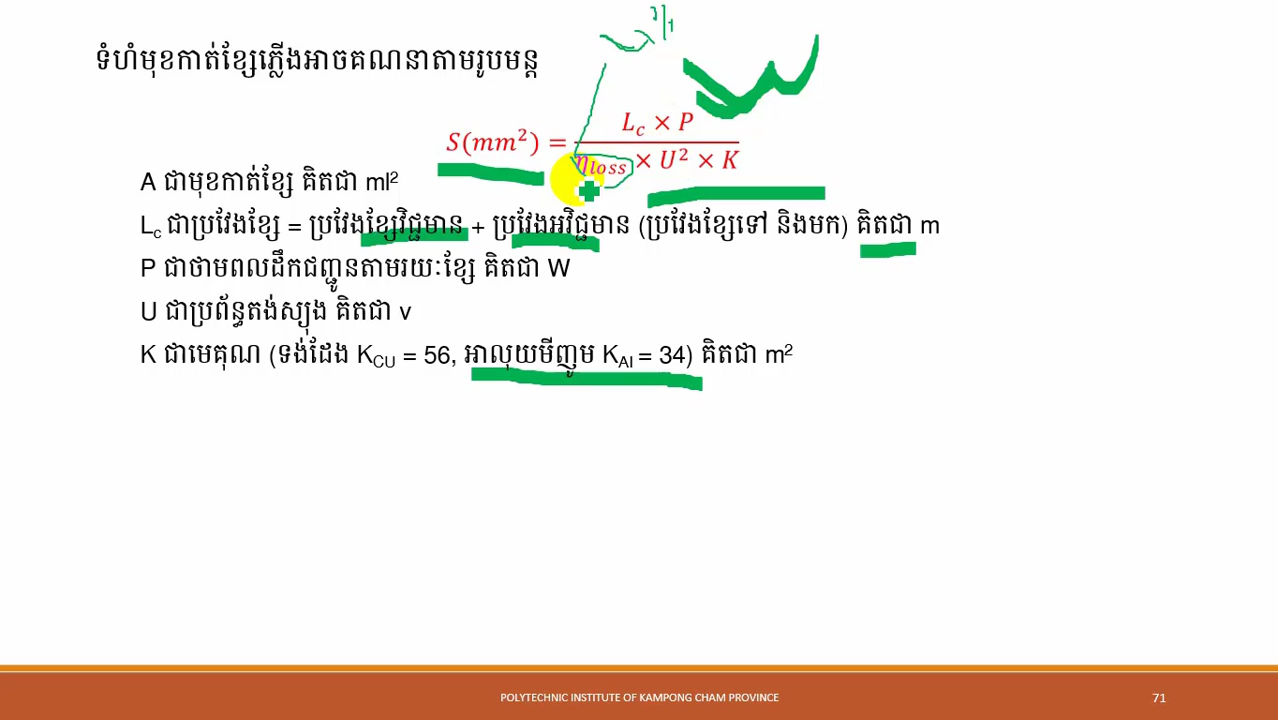 ទំហំមុខកាត់ខ្សែភ្លើងអាចគណនាតាមរូបមន្ត
S(mm²) = (L_c × P) / (η_loss × U² × K)
A ជាមុខកាត់ខ្សែ គិតជា ml²
L_c ជាប្រវែងខ្សែ = ប្រវែងខ្សែវិជ្ជមាន + ប្រវែងអវិជ្ជមាន (ប្រវែងខ្សែទៅ និងមក) គិតជា m
P ជាថាមពលដឹកជញ្ជូនតាមរយៈខ្សែ គិតជា W
U ជាប្រព័ន្ធតង់ស្យុង គិតជា v
K ជាមេគុណ (ទង់ដែង K_CU = 56, អាលុយមីញូម K_Al = 34) គិតជា m²
POLYTECHNIC INSTITUTE OF KAMPONG CHAM PROVINCE
71